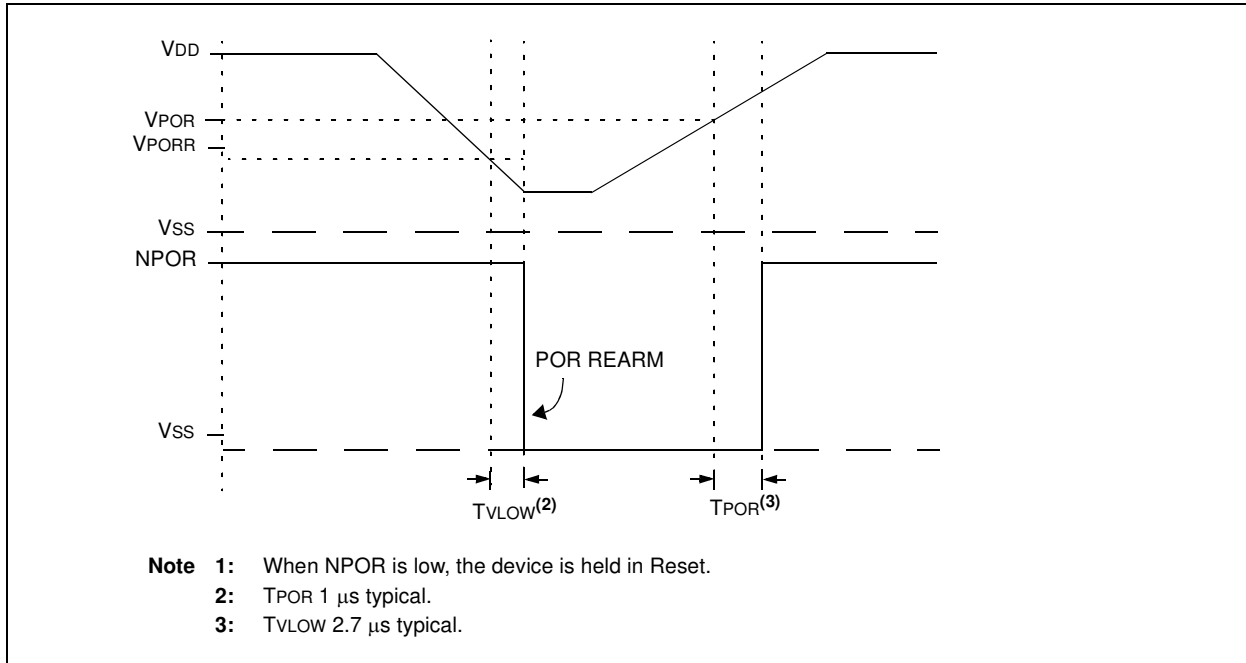 VDD
VPOR
VPORR
VSS
NPOR
POR REARM
VSS
TVLOW(2)
TPOR(3)
Note 1: When NPOR is low, the device is held in Reset.
2: TPOR 1 μs typical.
3: TVLOW 2.7 μs typical.